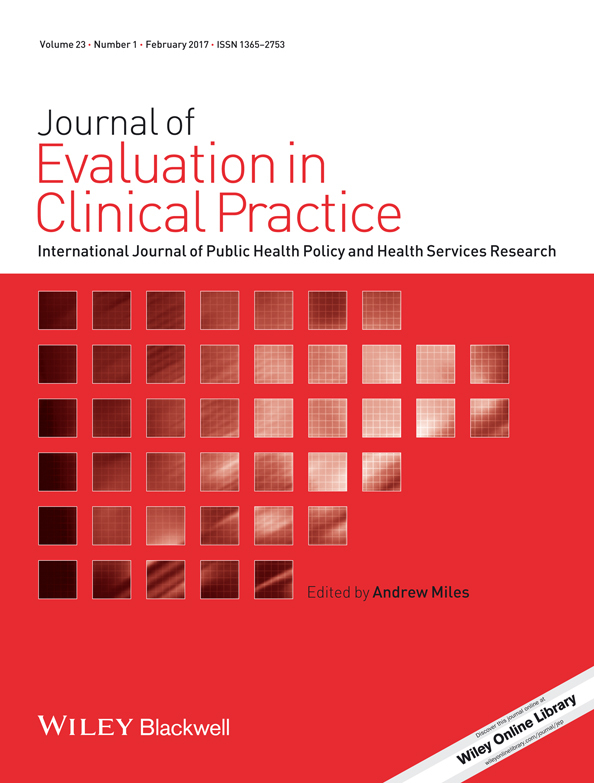 Volume 23 • Number 1 • February 2017 • ISSN 1365–2753
Journal of
Evaluation in
Clinical Practice
International Journal of Public Health Policy and Health Services Research
Edited by Andrew Miles
WILEY Blackwell
Discover this journal online at
Wiley Online Library
wileyonlinelibrary.com/journal/jep